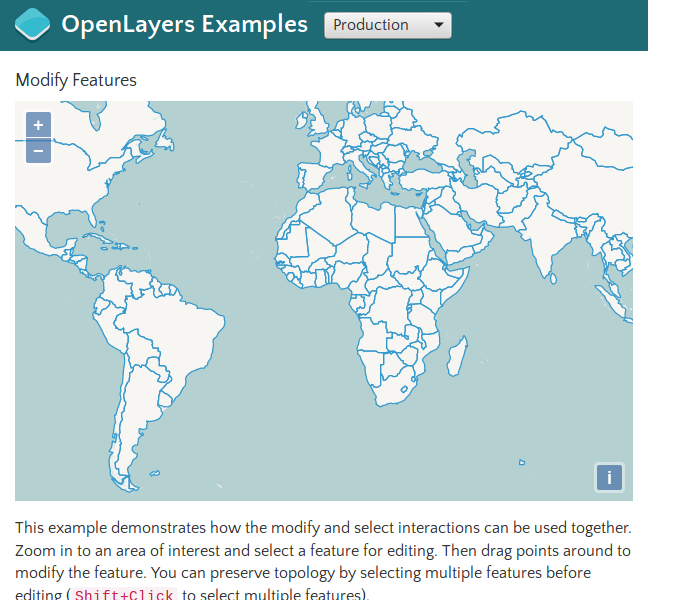 OpenLayers Examples
Production
Modify Features
+
−
i
This example demonstrates how the modify and select interactions can be used together.
Zoom in to an area of interest and select a feature for editing. Then drag points around to
modify the feature. You can preserve topology by selecting multiple features before
editing ( Shift+Click to select multiple features).